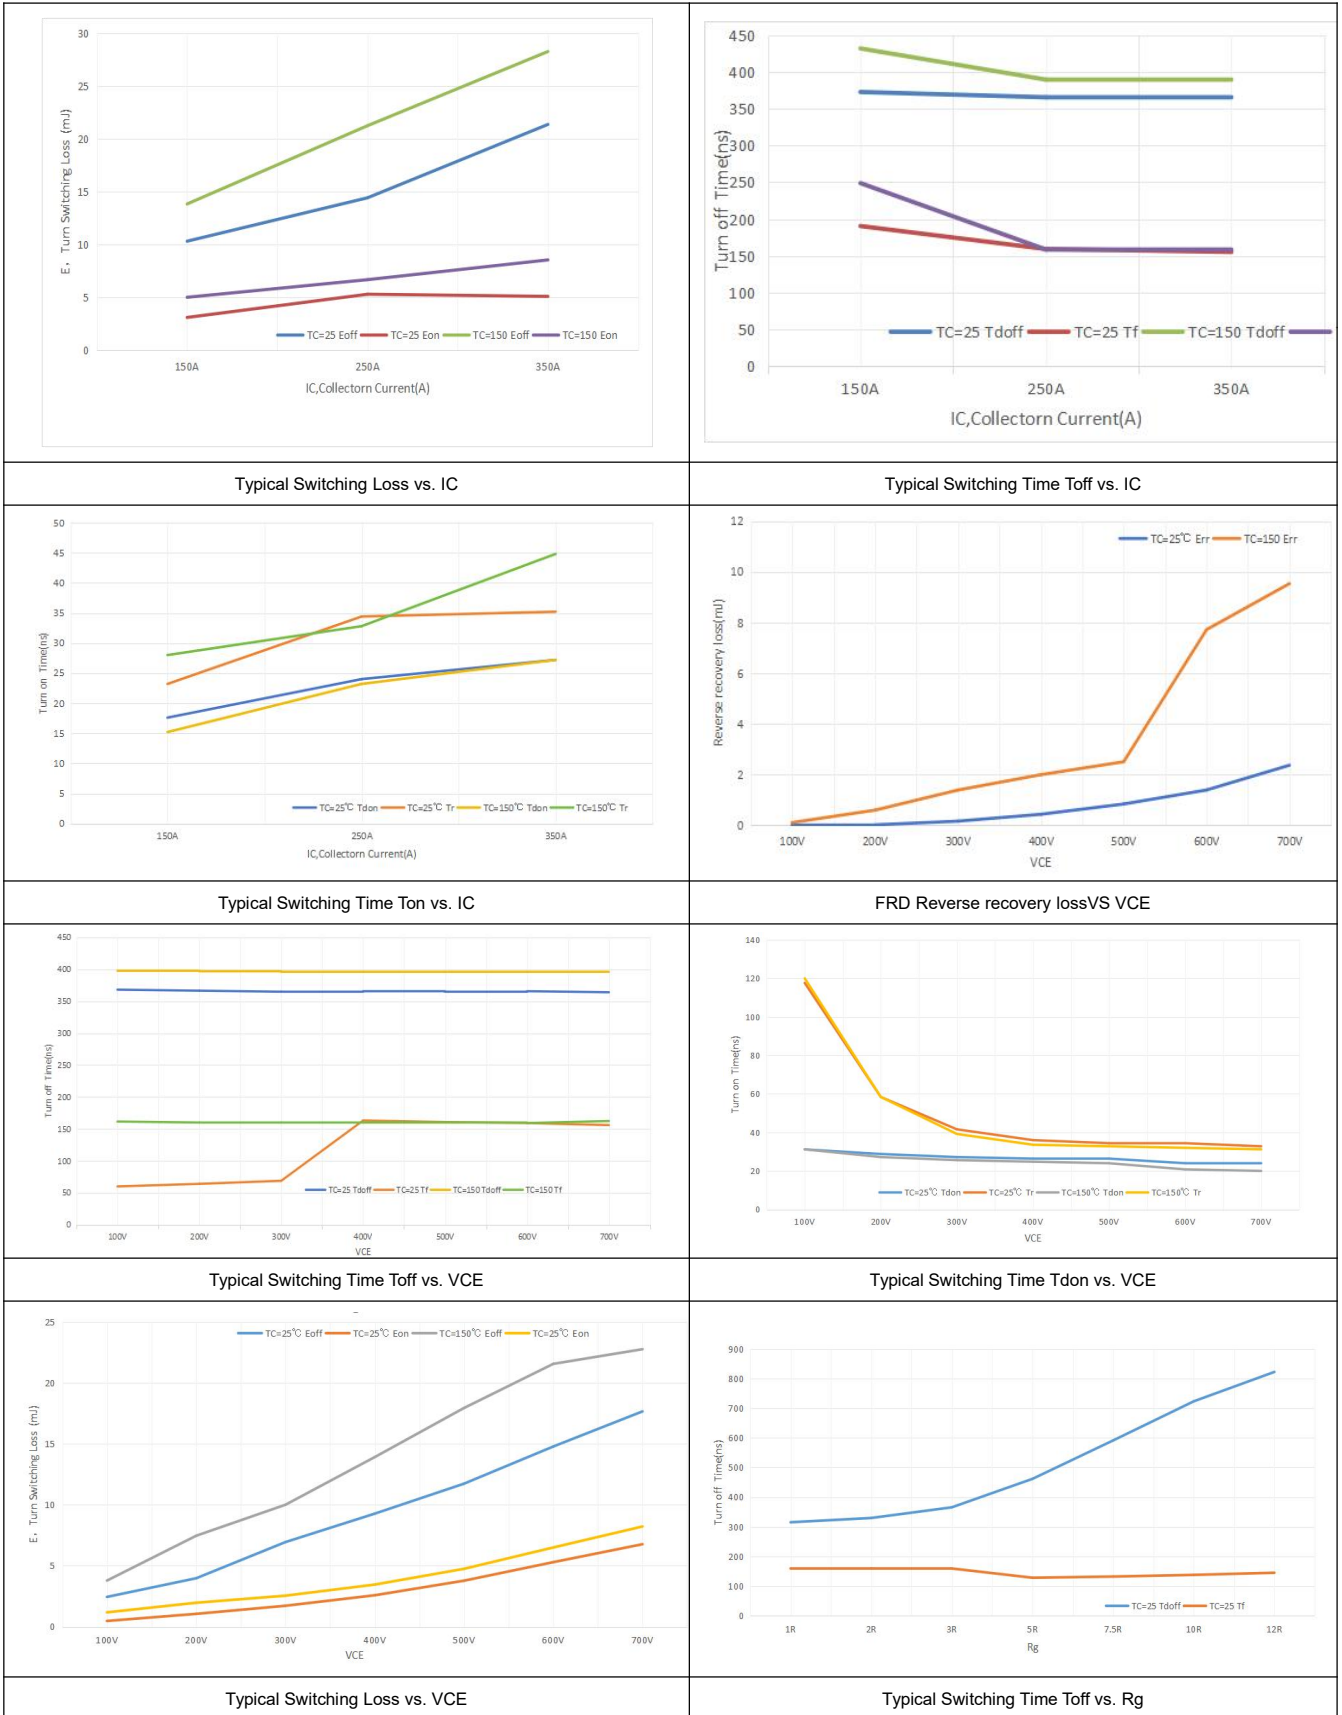 30
25
20
15
10
5
0
E, Turn Switching Loss (mJ)
TC=25 Eoff TC=25 Eon TC=150 Eoff TC=150 Eon
150A 250A 350A
IC,Collectorn Current(A)
450
400
350
300
250
200
150
100
50
0
Turn off Time(ns)
TC=25 Tdoff TC=25 Tf TC=150 Tdoff
150A 250A 350A
IC,Collectorn Current(A)
Typical Switching Loss vs. IC
Typical Switching Time Toff vs. IC
50
45
40
35
30
25
20
15
10
5
0
Turn on Time(ns)
TC=25℃ Tdon TC=25℃ Tr TC=150℃ Tdon TC=150℃ Tr
150A 250A 350A
IC,Collectorn Current(A)
12
10
8
6
4
2
0
Reverse recovery loss(mJ)
TC=25℃ Err TC=150 Err
100V 200V 300V 400V 500V 600V 700V
VCE
Typical Switching Time Ton vs. IC
FRD Reverse recovery lossVS VCE
450
400
350
300
250
200
150
100
50
0
Turn off Time(ns)
TC=25 Tdoff TC=25 Tf TC=150 Tdoff TC=150 Tf
100V 200V 300V 400V 500V 600V 700V
VCE
140
120
100
80
60
40
20
0
Turn on Time(ns)
TC=25℃ Tdon TC=25℃ Tr TC=150℃ Tdon TC=150℃ Tr
100V 200V 300V 400V 500V 600V 700V
VCE
Typical Switching Time Toff vs. VCE
Typical Switching Time Tdon vs. VCE
25
20
15
10
5
0
E, Turn Switching Loss (mJ)
TC=25℃ Eoff TC=25℃ Eon TC=150℃ Eoff TC=25℃ Eon
100V 200V 300V 400V 500V 600V 700V
VCE
900
800
700
600
500
400
300
200
100
0
Turn off Time(ns)
TC=25 Tdoff TC=25 Tf
1R 2R 3R 5R 7.5R 10R 12R
Rg
Typical Switching Loss vs. VCE
Typical Switching Time Toff vs. Rg